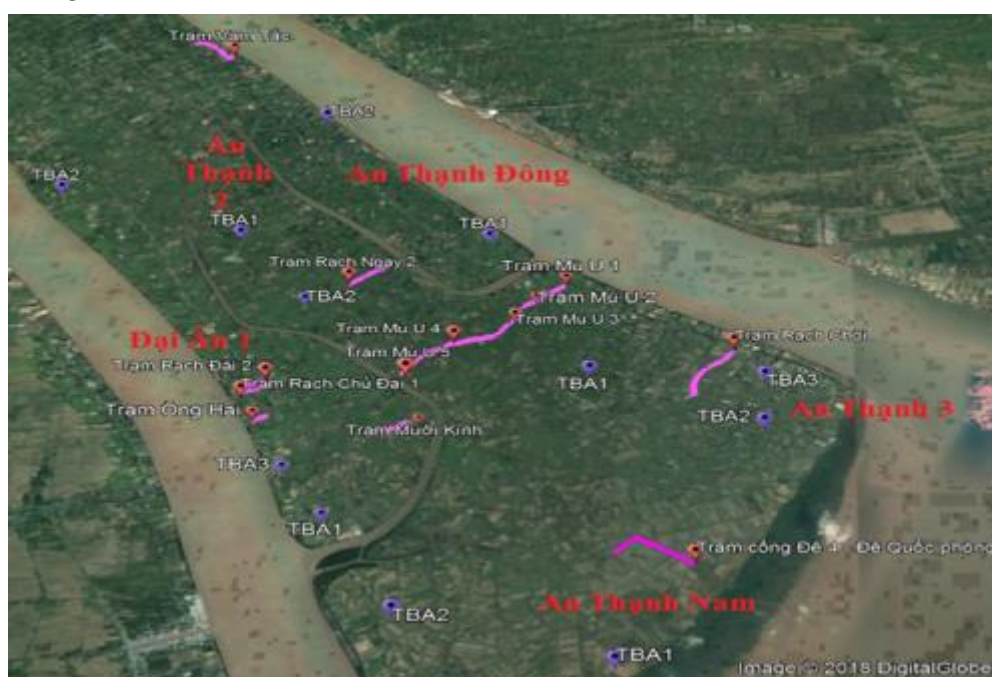 Trạm Vàm Tắc
TBA2
An
Thạnh
2
An Thạnh Đông
TBA2
TBA1
TBA1
Trạm Rạch Ngay 2
Trạm Mù U 1
TBA2
Trạm Mù U 2
Trạm Mù U 3
Trạm Mù U 4
Đại Ân 1
Trạm Mù U 5
Trạm Rạch Đài 2
TBA1
TBA3
Trạm Rạch Chủ Đài 1
An Thạnh 3
Trạm Ông Hai
TBA2
Trạm Mười Kinh
TBA3
TBA1
Trạm cống Đê 4 Đê Quốc phòng
An Thạnh Nam
TBA2
TBA1
Image © 2018 DigitalGlobe